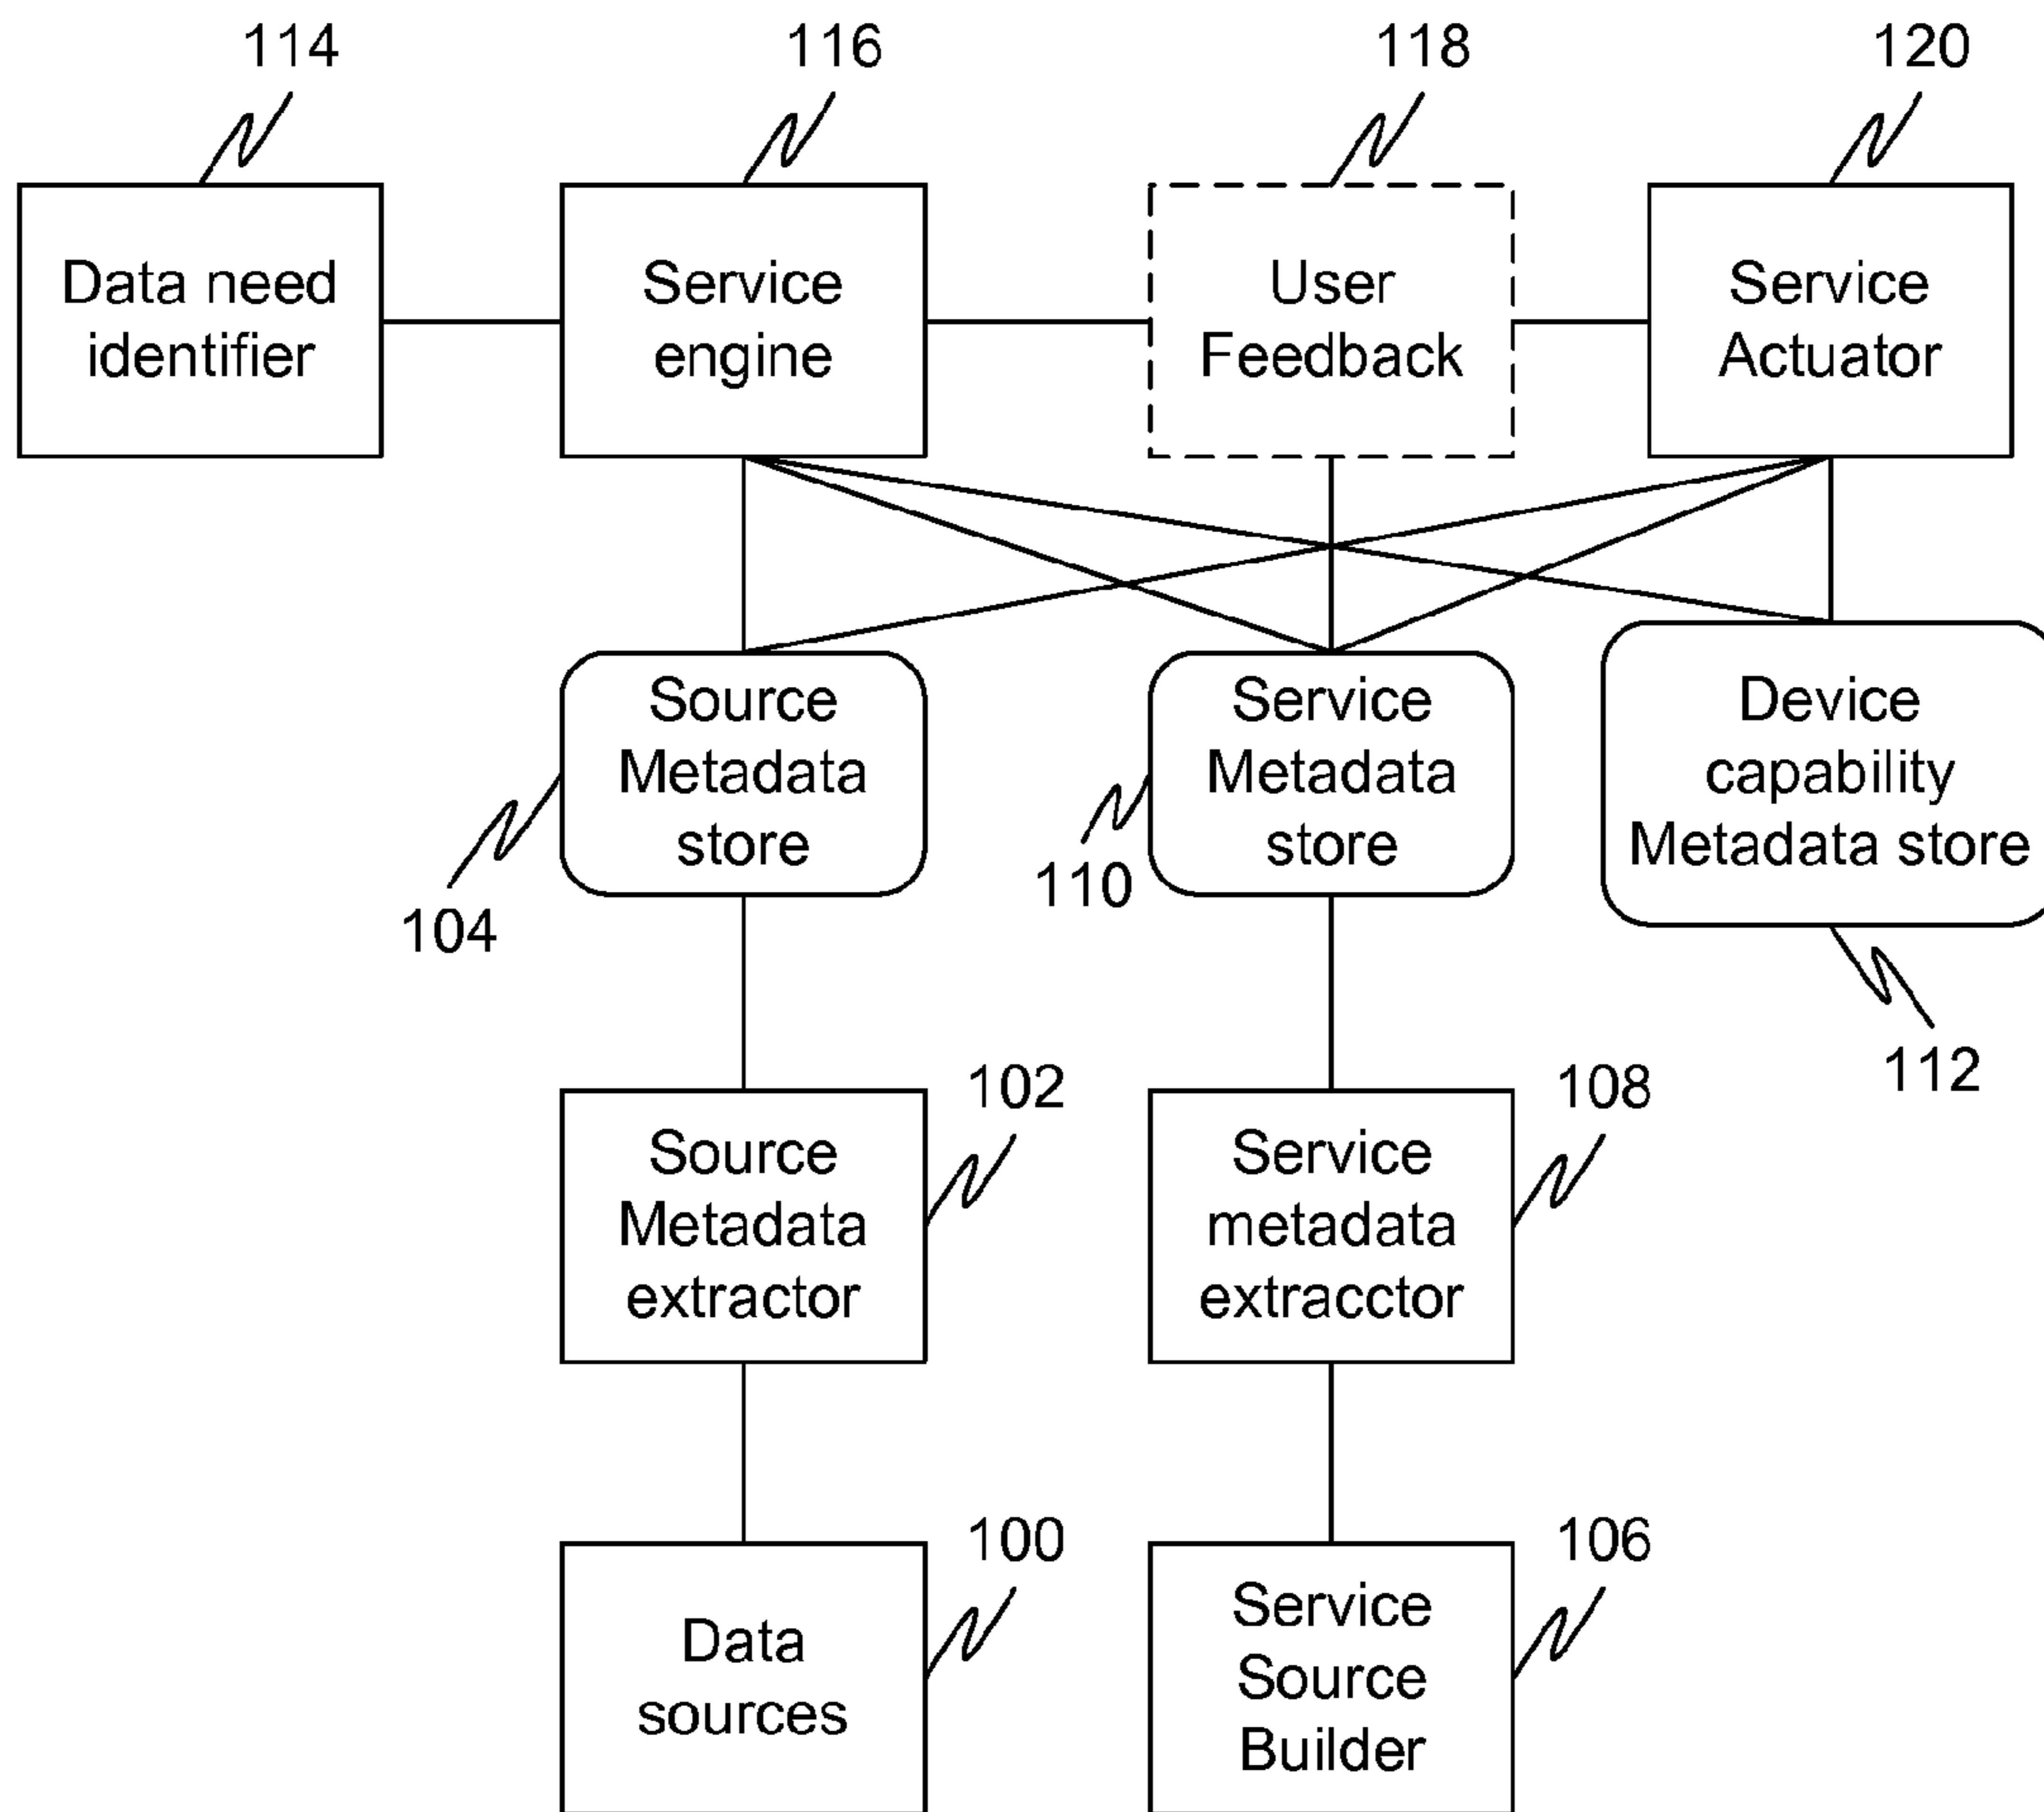 114
116
118
120
Data need
identifier
Service
engine
User
Feedback
Service
Actuator
Source
Metadata
store
Service
Metadata
store
Device
capability
Metadata store
104
110
112
102
108
Source
Metadata
extractor
Service
metadata
extracctor
100
106
Data
sources
Service
Source
Builder